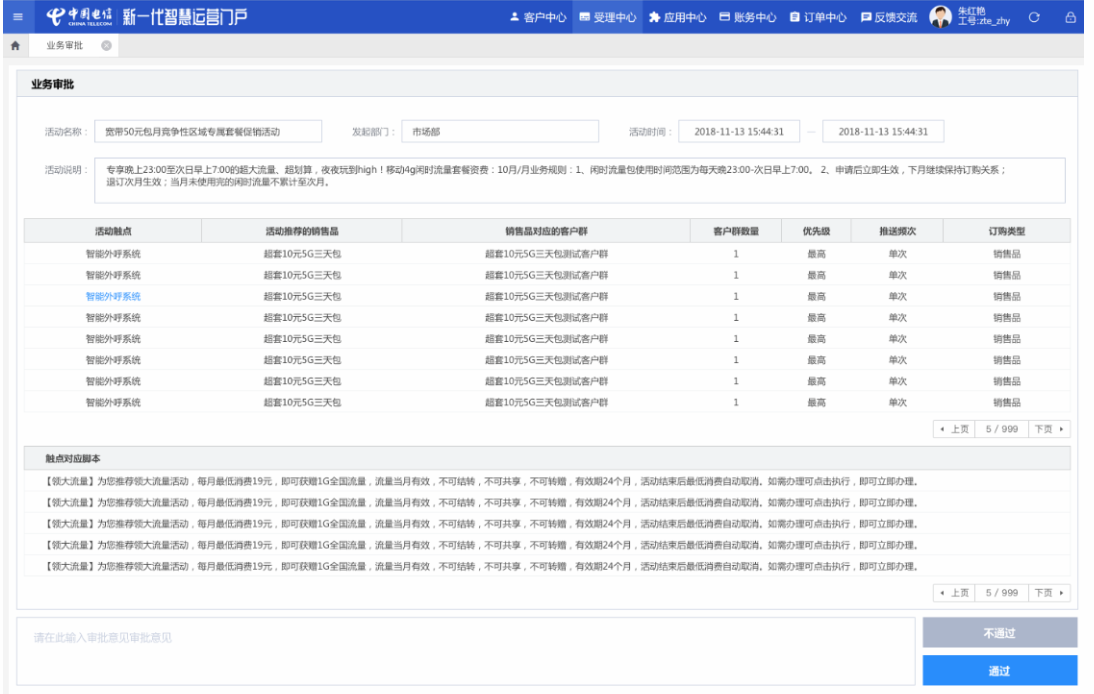 中国电信 CHINA TELECOM 新一代智慧运营门戶 客户中心 受理中心 应用中心 账务中心 订单中心 反馈交流 朱红艳
工号:zte_zhy
业务审批
业务审批
活动名称： 宽带50元包月竞争性区域专属套餐促销活动 发起部门： 市场部 活动时间： 2018-11-13 15:44:31 — 2018-11-13 15:44:31
活动说明： 专享晚上23:00至次日早上7:00的超大流量、超划算，夜夜玩到high！移动4g闲时流量套餐资费：10月/月业务规则：1、闲时流量包使用时间范围为每天晚23:00-次日早上7:00。 2、申请后立即生效，下月继续保持订购关系；
退订次月生效；当月未使用完的闲时流量不累计至次月。
活动触点 活动推荐的销售品 销售品对应的客户群 客户群数量 优先级 推送频次 订购类型
智能外呼系统 超套10元5G三天包 超套10元5G三天包测试客户群 1 最高 单次 销售品
智能外呼系统 超套10元5G三天包 超套10元5G三天包测试客户群 1 最高 单次 销售品
智能外呼系统 超套10元5G三天包 超套10元5G三天包测试客户群 1 最高 单次 销售品
智能外呼系统 超套10元5G三天包 超套10元5G三天包测试客户群 1 最高 单次 销售品
智能外呼系统 超套10元5G三天包 超套10元5G三天包测试客户群 1 最高 单次 销售品
智能外呼系统 超套10元5G三天包 超套10元5G三天包测试客户群 1 最高 单次 销售品
智能外呼系统 超套10元5G三天包 超套10元5G三天包测试客户群 1 最高 单次 销售品
智能外呼系统 超套10元5G三天包 超套10元5G三天包测试客户群 1 最高 单次 销售品
上页 5 / 999 下页
触点对应脚本
【领大流量】为您推荐领大流量活动，每月最低消费19元，即可获赠1G全国流量，流量当月有效，不可结转，不可共享，不可转赠，有效期24个月，活动结束后最低消费自动取消。如需办理可点击执行，即可立即办理。
【领大流量】为您推荐领大流量活动，每月最低消费19元，即可获赠1G全国流量，流量当月有效，不可结转，不可共享，不可转赠，有效期24个月，活动结束后最低消费自动取消。如需办理可点击执行，即可立即办理。
【领大流量】为您推荐领大流量活动，每月最低消费19元，即可获赠1G全国流量，流量当月有效，不可结转，不可共享，不可转赠，有效期24个月，活动结束后最低消费自动取消。如需办理可点击执行，即可立即办理。
【领大流量】为您推荐领大流量活动，每月最低消费19元，即可获赠1G全国流量，流量当月有效，不可结转，不可共享，不可转赠，有效期24个月，活动结束后最低消费自动取消。如需办理可点击执行，即可立即办理。
【领大流量】为您推荐领大流量活动，每月最低消费19元，即可获赠1G全国流量，流量当月有效，不可结转，不可共享，不可转赠，有效期24个月，活动结束后最低消费自动取消。如需办理可点击执行，即可立即办理。
上页 5 / 999 下页
请在此输入审批意见审批意见
不通过
通过